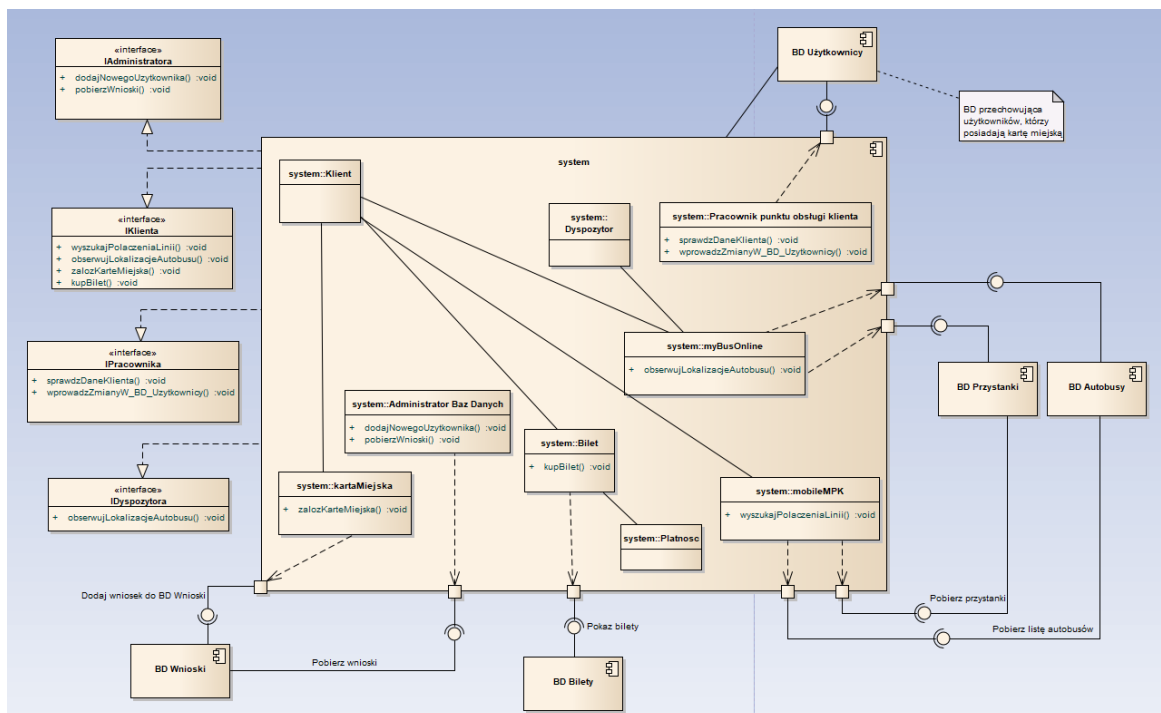 «interface»
IAdministratora
+ dodajNowegoUzytkownika() :void
+ pobierzWnioski() :void
«interface»
IKlienta
+ wyszukajPolaczeniaLinii() :void
+ obserwujLokalizacjeAutobusu() :void
+ zalozKarteMiejska() :void
+ kupBilet() :void
«interface»
IPracownika
+ sprawdzDaneKlienta() :void
+ wprowadzZmianyW_BD_Uzytkownicy() :void
«interface»
IDyspozytora
+ obserwujLokalizacjeAutobusu() :void
BD Użytkownicy
BD przechowująca
użytkowników, którzy
posiadają kartę miejską
system
system::Klient
system::
Dyspozytor
system::Pracownik punktu obsługi klienta
+ sprawdzDaneKlienta() :void
+ wprowadzZmianyW_BD_Uzytkownicy() :void
system::myBusOnline
+ obserwujLokalizacjeAutobusu() :void
system::Administrator Baz Danych
+ dodajNowegoUzytkownika() :void
+ pobierzWnioski() :void
system::Bilet
+ kupBilet() :void
system::kartaMiejska
+ zalozKarteMiejska() :void
system::Platnosc
system::mobileMPK
+ wyszukajPolaczeniaLinii() :void
BD Przystanki
BD Autobusy
Dodaj wniosek do BD Wnioski
Pobierz przystanki
Pokaz bilety
Pobierz listę autobusów
Pobierz wnioski
BD Wnioski
BD Bilety